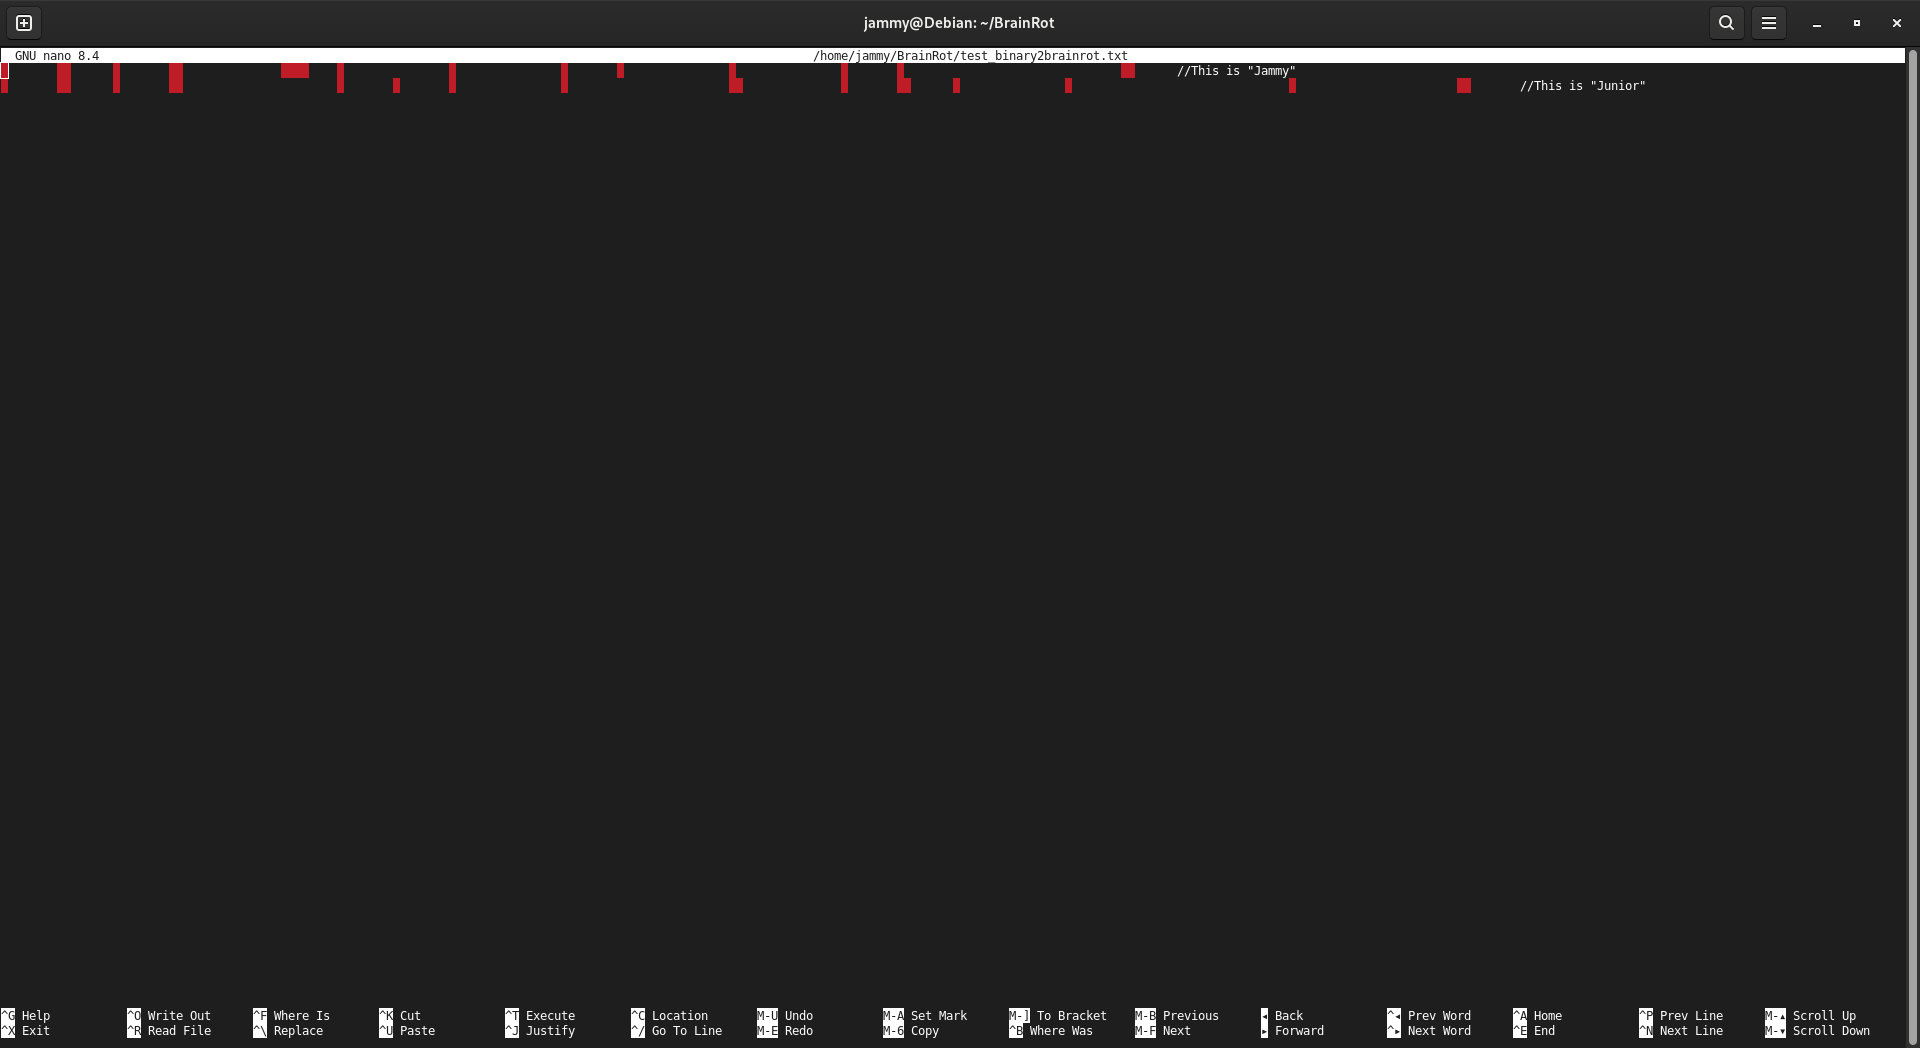 jammy@Debian: ~/BrainRot
GNU nano 8.4 /home/jammy/BrainRot/test_binary2brainrot.txt
//This is "Jammy"
//This is "Junior"
^G Help ^O Write Out ^F Where Is ^K Cut ^T Execute ^C Location M-U Undo M-A Set Mark M-] To Bracket M-B Previous ◂ Back ^◂ Prev Word ^A Home ^P Prev Line M-▴ Scroll Up
^X Exit ^R Read File ^\ Replace ^U Paste ^J Justify ^/ Go To Line M-E Redo M-6 Copy ^B Where Was M-F Next ▸ Forward ^▸ Next Word ^E End ^N Next Line M-▾ Scroll Down